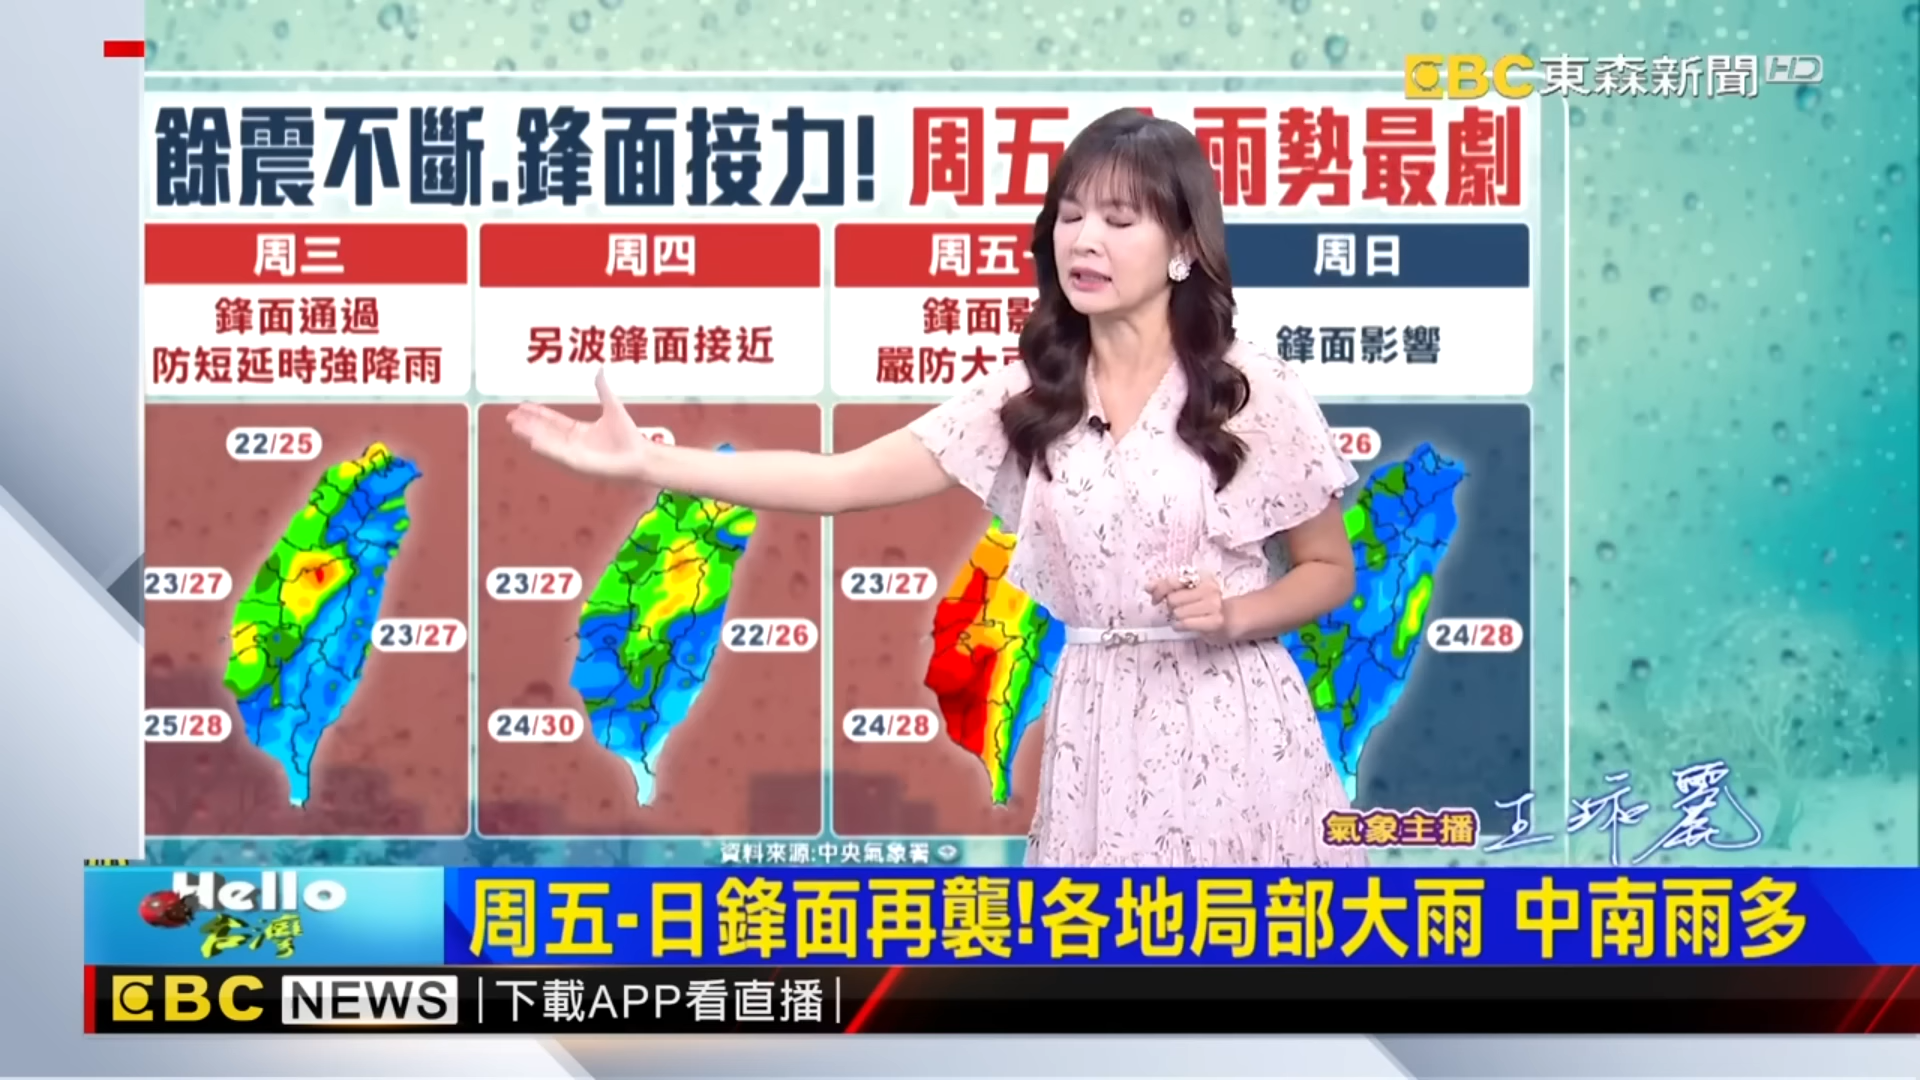 EBC東森新聞HD
餘震不斷.鋒面接力! 周五 雨勢最劇
周三
鋒面通過
防短延時強降雨
22/25
23/27
23/27
25/28
周四
另波鋒面接近
23/27
22/26
24/30
周五-
鋒面影
嚴防大
23/27
24/28
周日
鋒面影響
26
24/28
資料來源:中央氣象署
氣象主播
Hello
台灣
周五-日鋒面再襲!各地局部大雨 中南雨多
EBC NEWS |下載APP看直播|